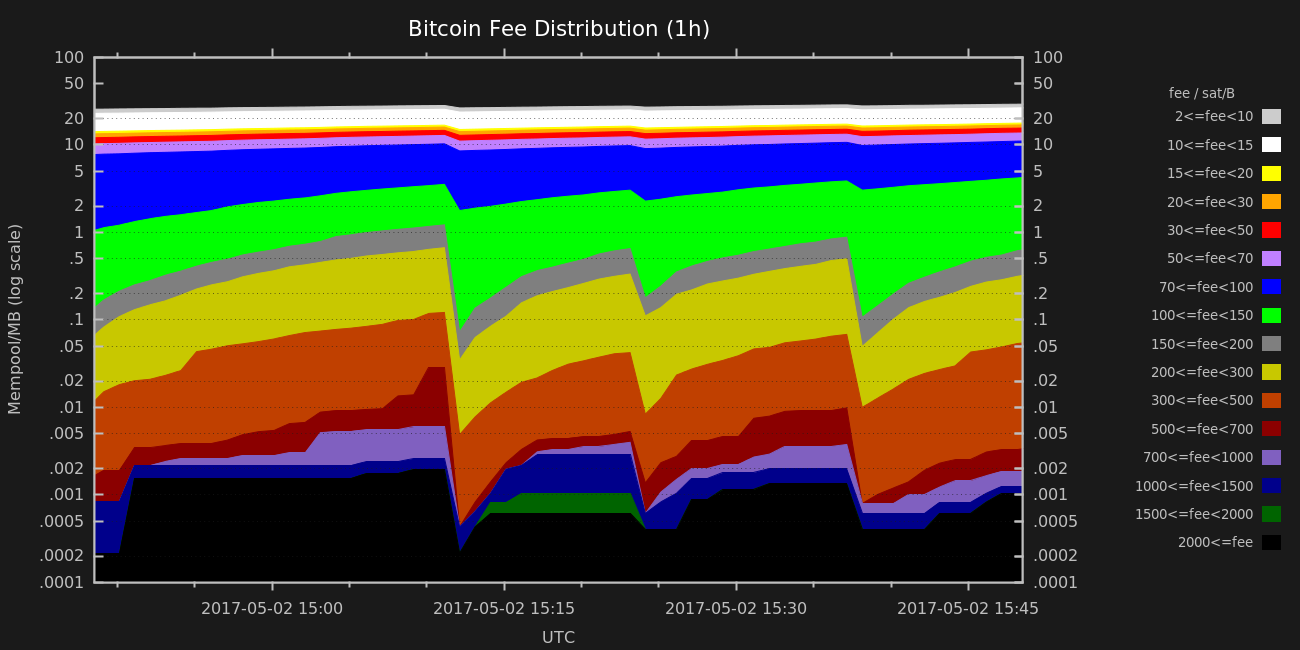 Bitcoin Fee Distribution (1h)
Mempool/MB (log scale)
100
50
20
10
5
2
1
.5
.2
.1
.05
.02
.01
.005
.002
.001
.0005
.0002
.0001
100
50
20
10
5
2
1
.5
.2
.1
.05
.02
.01
.005
.002
.001
.0005
.0002
.0001
2017-05-02 15:00
2017-05-02 15:15
2017-05-02 15:30
2017-05-02 15:45
UTC
fee / sat/B
2<=fee<10
10<=fee<15
15<=fee<20
20<=fee<30
30<=fee<50
50<=fee<70
70<=fee<100
100<=fee<150
150<=fee<200
200<=fee<300
300<=fee<500
500<=fee<700
700<=fee<1000
1000<=fee<1500
1500<=fee<2000
2000<=fee